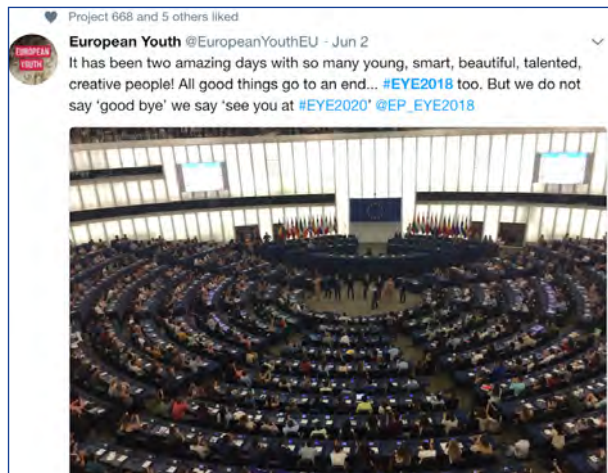 Project 668 and 5 others liked
European Youth @EuropeanYouthEU · Jun 2
EUROPEAN
YOUTH
It has been two amazing days with so many young, smart, beautiful, talented,
creative people! All good things go to an end... #EYE2018 too. But we do not
say ‘good bye’ we say ‘see you at #EYE2020’ @EP_EYE2018